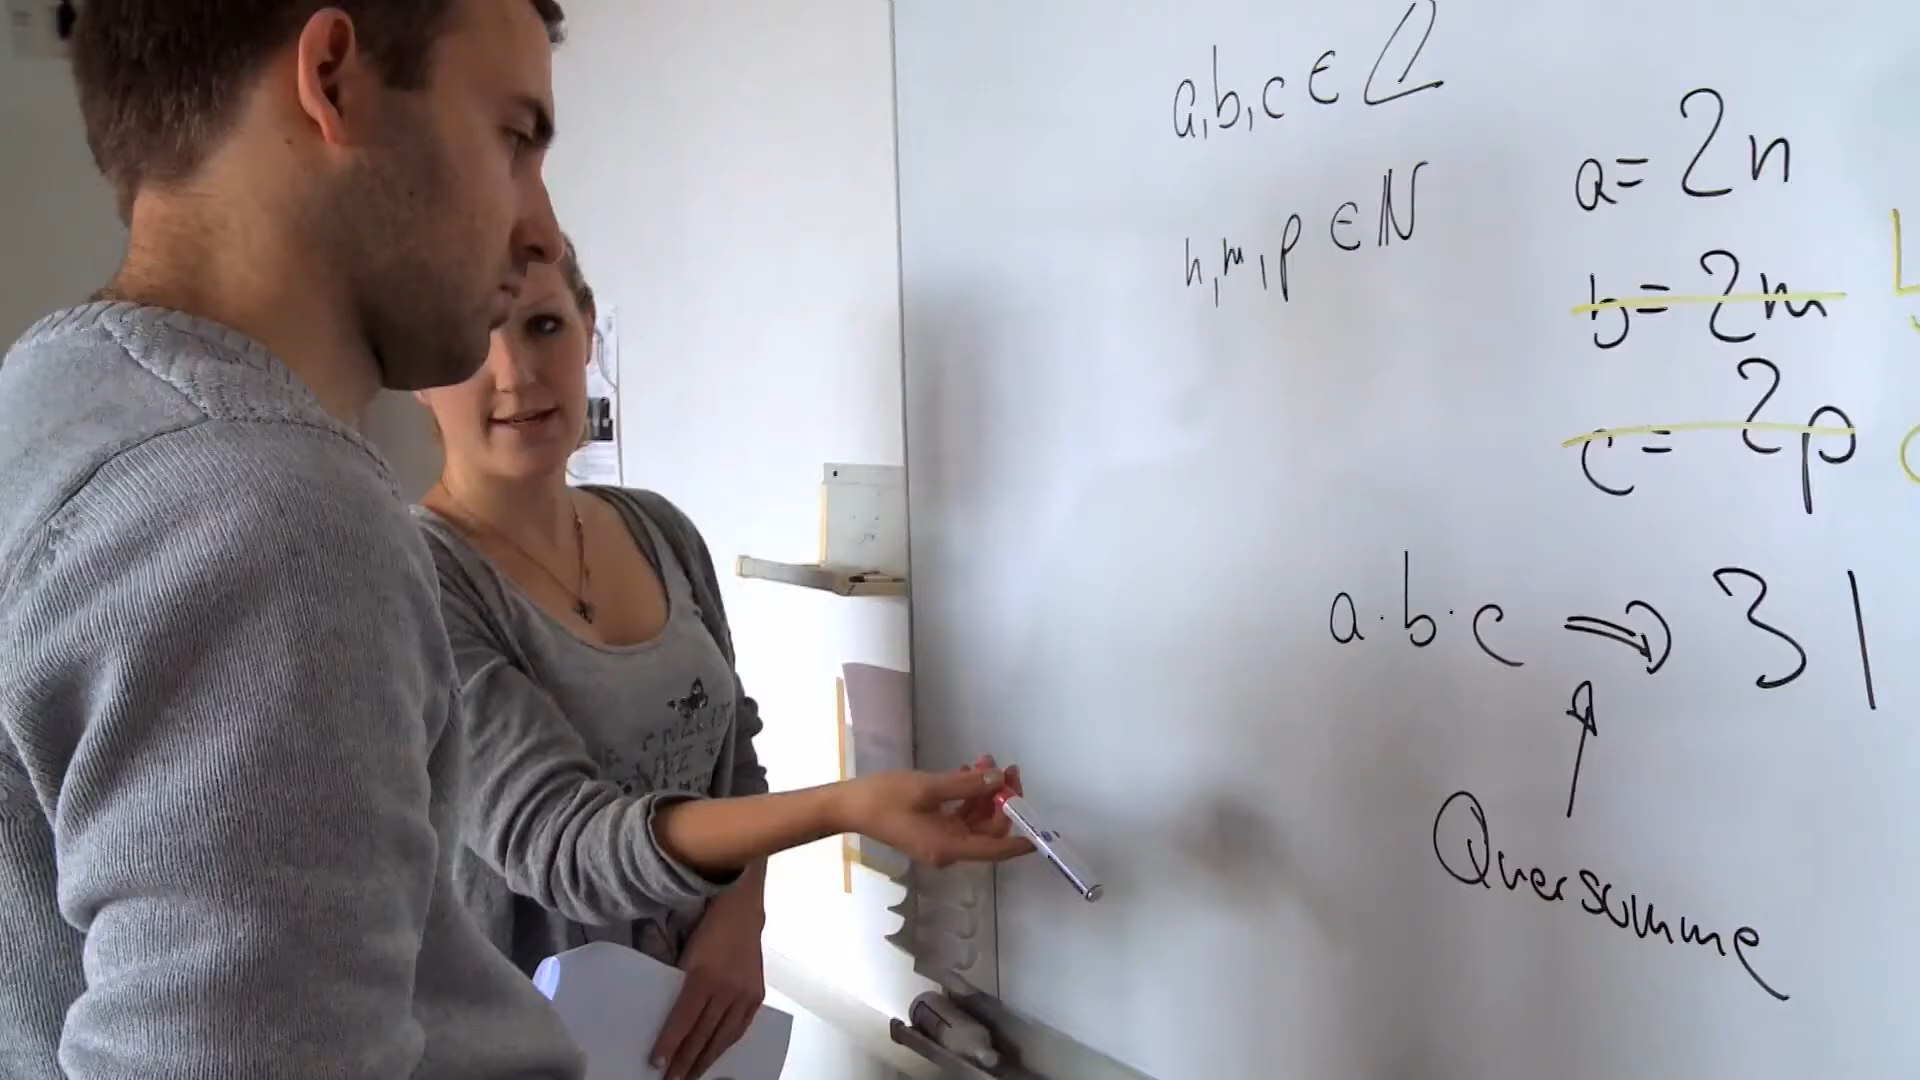 a,b,c ∈ ℤ
n,m,p ∈ ℕ
a= 2n
b= 2m
c= 2p
a·b·c ⇒ 3 |
Quersumme